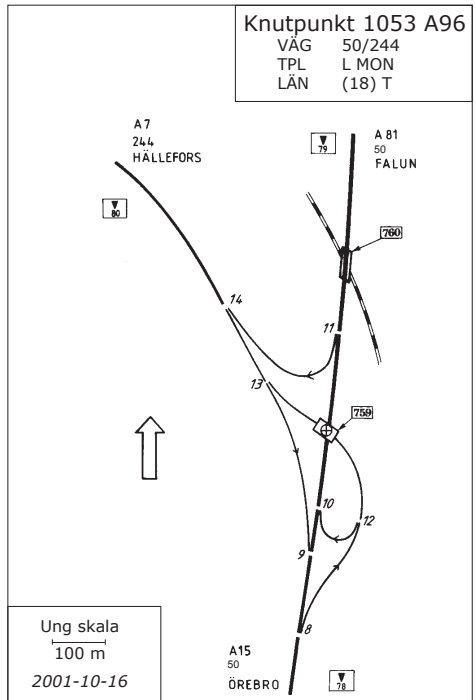 Knutpunkt 1053 A96
VÄG 50/244
TPL L MON
LÄN (18) T
A7
244
HÄLLEFORS
79
A 81
50
FALUN
80
760
14
11
13
759
10
12
9
8
Ung skala
100 m
2001-10-16
A15
50
ÖREBRO
78